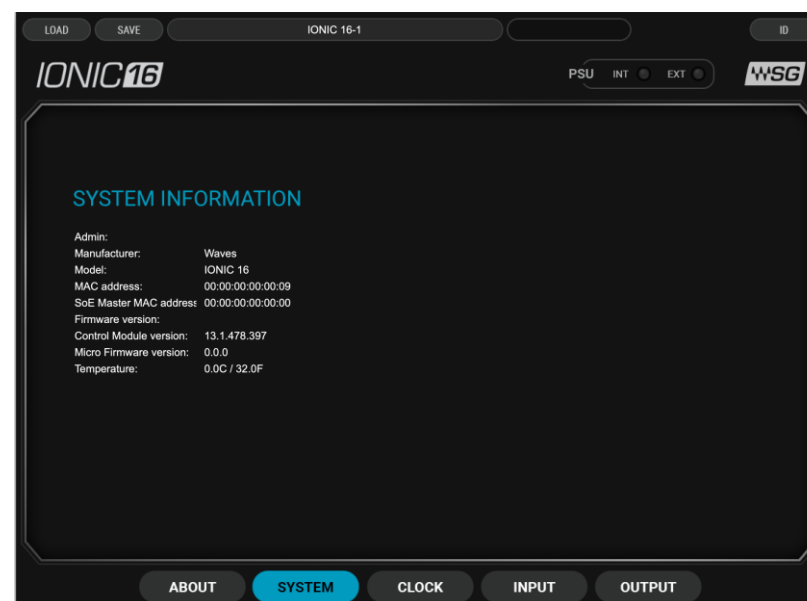 LOAD SAVE IONIC 16-1 ID
IONIC16 PSU INT EXT WSG
SYSTEM INFORMATION
Admin:
Manufacturer: Waves
Model: IONIC 16
MAC address: 00:00:00:00:00:09
SoE Master MAC address 00:00:00:00:00:00
Firmware version:
Control Module version: 13.1.478.397
Micro Firmware version: 0.0.0
Temperature: 0.0C / 32.0F
ABOUT SYSTEM CLOCK INPUT OUTPUT